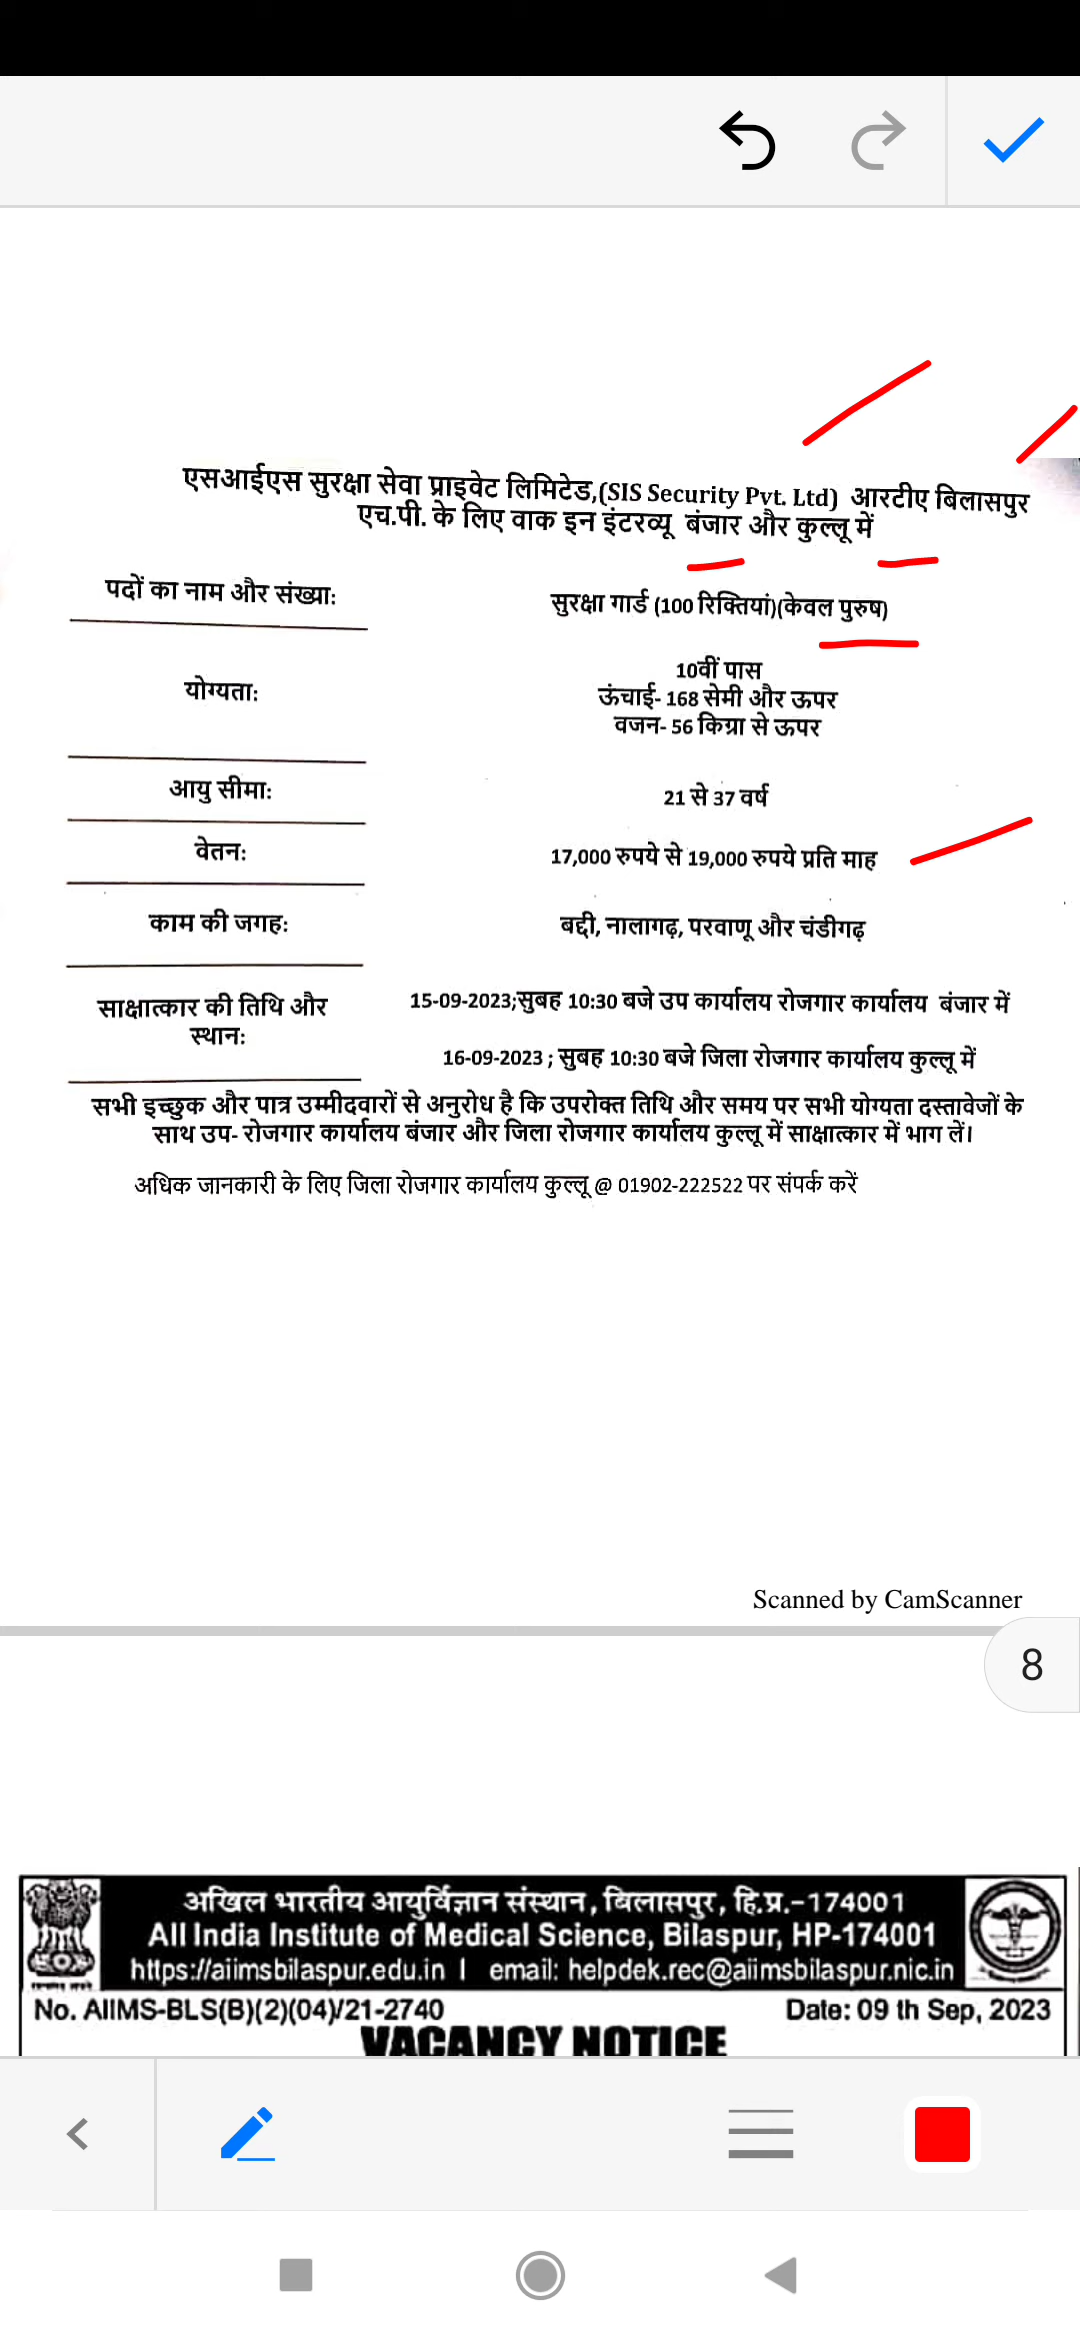 एसआईएस सुरक्षा सेवा प्राइवेट लिमिटेड,(SIS Security Pvt. Ltd) आरटीए बिलासपुर
एच.पी. के लिए वाक इन इंटरव्यू बंजार और कुल्लू में
पदों का नाम और संख्या:
सुरक्षा गार्ड (100 रिक्तियां)(केवल पुरुष)
योग्यता:
10वीं पास
ऊंचाई- 168 सेमी और ऊपर
वजन- 56 किग्रा से ऊपर
आयु सीमा:
21 से 37 वर्ष
वेतन:
17,000 रुपये से 19,000 रुपये प्रति माह
काम की जगह:
बद्दी, नालागढ़, परवाणू और चंडीगढ़
साक्षात्कार की तिथि और
स्थान:
15-09-2023;सुबह 10:30 बजे उप कार्यालय रोजगार कार्यालय बंजार में
16-09-2023 ; सुबह 10:30 बजे जिला रोजगार कार्यालय कुल्लू में
सभी इच्छुक और पात्र उम्मीदवारों से अनुरोध है कि उपरोक्त तिथि और समय पर सभी योग्यता दस्तावेजों के
साथ उप- रोजगार कार्यालय बंजार और जिला रोजगार कार्यालय कुल्लू में साक्षात्कार में भाग लें।
अधिक जानकारी के लिए जिला रोजगार कार्यालय कुल्लू @ 01902-222522 पर संपर्क करें
Scanned by CamScanner
8
अखिल भारतीय आयुर्विज्ञान संस्थान, बिलासपुर, हि.प्र.-174001
All India Institute of Medical Science, Bilaspur, HP-174001
https://aiimsbilaspur.edu.in | email: helpdek.rec@aiimsbilaspur.nic.in
No. AIIMS-BLS(B)(2)(04)/21-2740
Date: 09 th Sep, 2023
VACANCY NOTICE